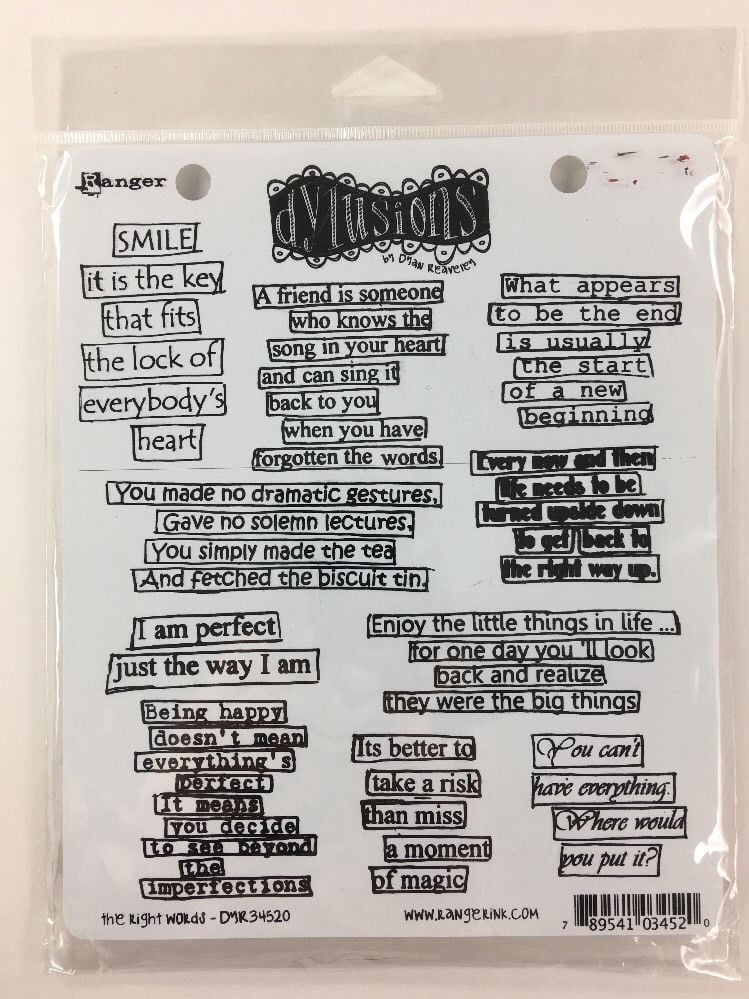 Ranger
dylusions
by Dyan Reaveley
SMILE
it is the key
that fits
the lock of
everybody's
heart
A friend is someone
who knows the
song in your heart
and can sing it
back to you
when you have
forgotten the words.
What appears
to be the end
is usually
the start
of a new
beginning
You made no dramatic gestures,
Gave no solemn lectures,
You simply made the tea
And fetched the biscuit tin.
Every now and then
life needs to be
turned upside down
to get back to
the right way up.
I am perfect
just the way I am
Enjoy the little things in life ...
for one day you 'll look
back and realize
they were the big things
Being happy
doesn't mean
everything's
perfect
It means
you decide
to see beyond
the
imperfections
Its better to
take a risk
than miss
a moment
of magic
You can't
have everything.
Where would
you put it?
the Right Words - DYR34520
www.RANGERINK.COM
7 89541 03452 0